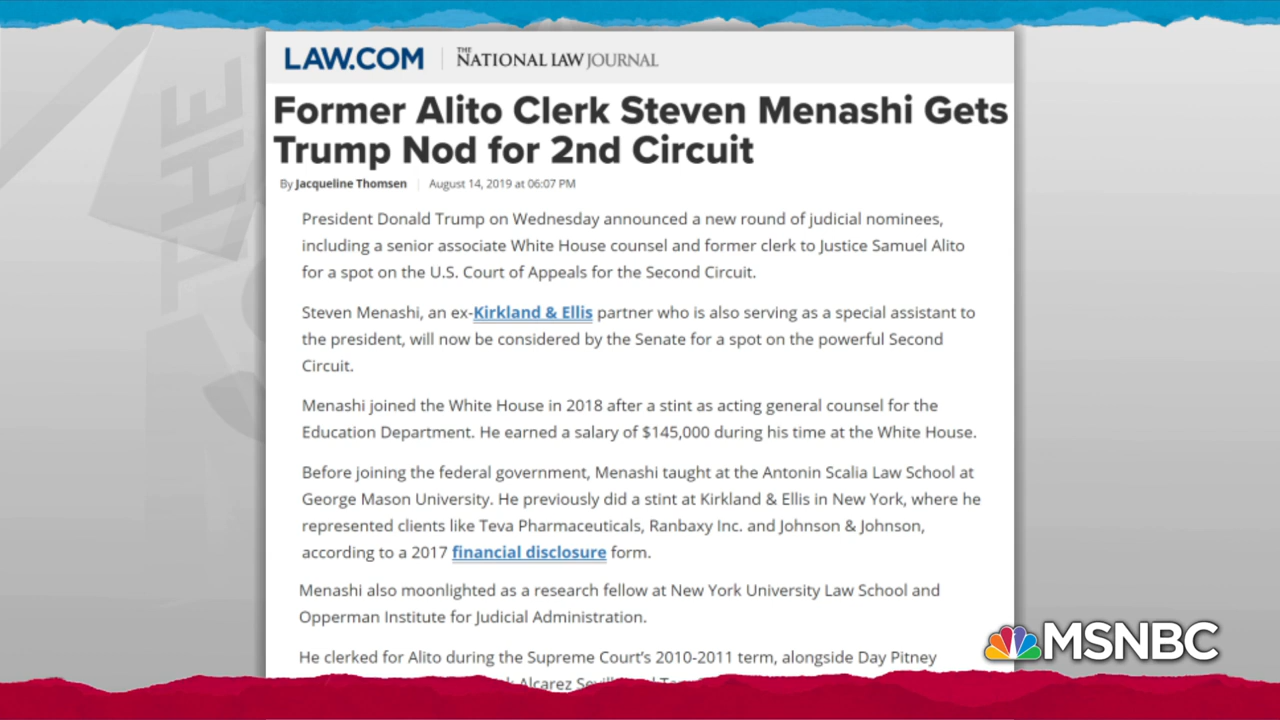 LAW.COM
THE NATIONAL LAW JOURNAL
Former Alito Clerk Steven Menashi Gets
Trump Nod for 2nd Circuit
By Jacqueline Thomsen | August 14, 2019 at 06:07 PM
President Donald Trump on Wednesday announced a new round of judicial nominees,
including a senior associate White House counsel and former clerk to Justice Samuel Alito
for a spot on the U.S. Court of Appeals for the Second Circuit.
Steven Menashi, an ex-Kirkland & Ellis partner who is also serving as a special assistant to
the president, will now be considered by the Senate for a spot on the powerful Second
Circuit.
Menashi joined the White House in 2018 after a stint as acting general counsel for the
Education Department. He earned a salary of $145,000 during his time at the White House.
Before joining the federal government, Menashi taught at the Antonin Scalia Law School at
George Mason University. He previously did a stint at Kirkland & Ellis in New York, where he
represented clients like Teva Pharmaceuticals, Ranbaxy Inc. and Johnson & Johnson,
according to a 2017 financial disclosure form.
Menashi also moonlighted as a research fellow at New York University Law School and
Opperman Institute for Judicial Administration.
He clerked for Alito during the Supreme Court's 2010-2011 term, alongside Day Pitney
Alcarez
MSNBC
THE